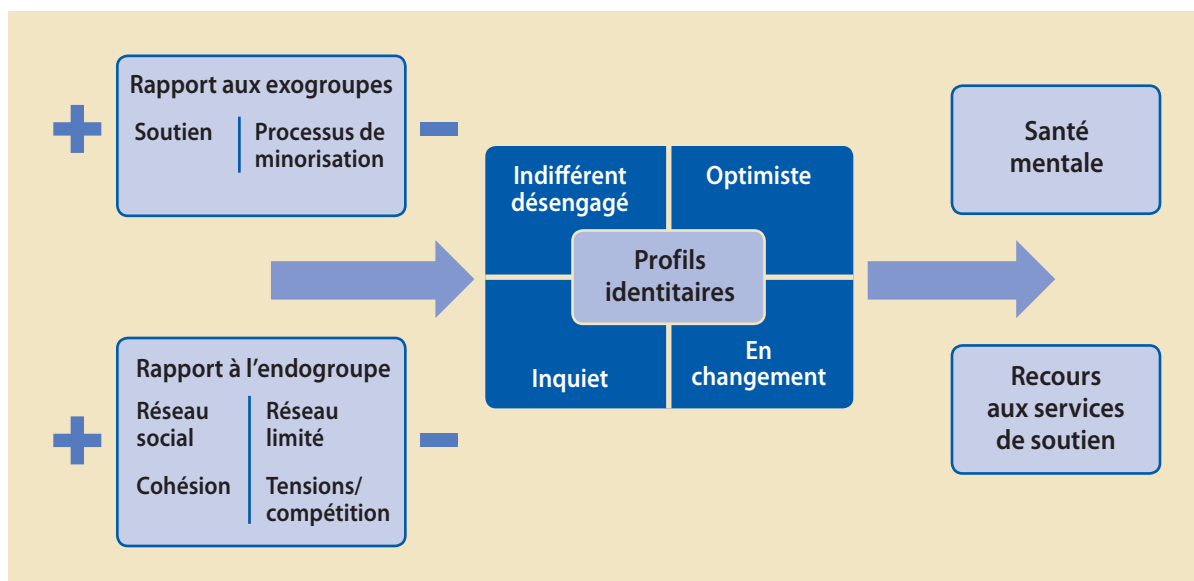 Rapport aux exogroupes
Soutien
Processus de
minorisation
Rapport à l'endogroupe
Réseau
social
Réseau
limité
Cohésion
Tensions/
compétition
Indifférent
désengagé
Optimiste
Profils
identitaires
Inquiet
En
changement
Santé
mentale
Recours
aux services
de soutien